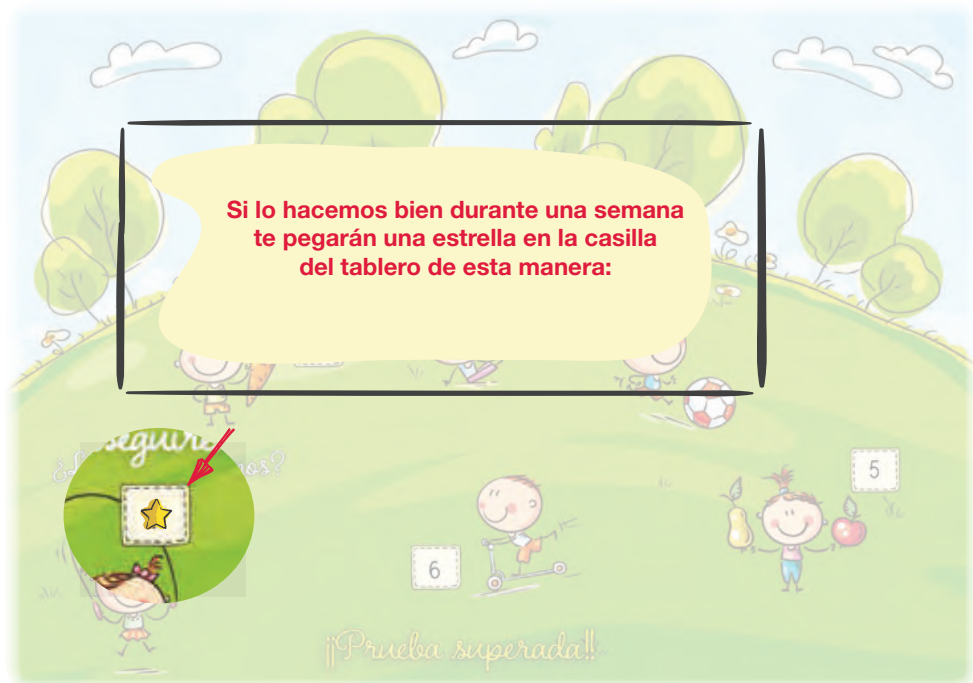 Si lo hacemos bien durante una semana
te pegarán una estrella en la casilla
del tablero de esta manera:
5
6
¡¡Prueba superada!!